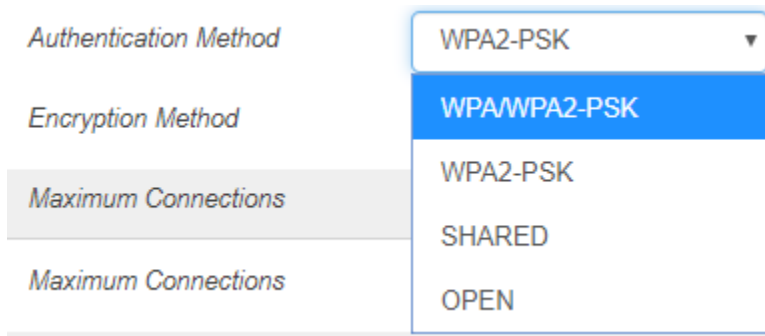 Authentication Method
WPA2-PSK
Encryption Method
WPA/WPA2-PSK
WPA2-PSK
Maximum Connections
SHARED
Maximum Connections
OPEN